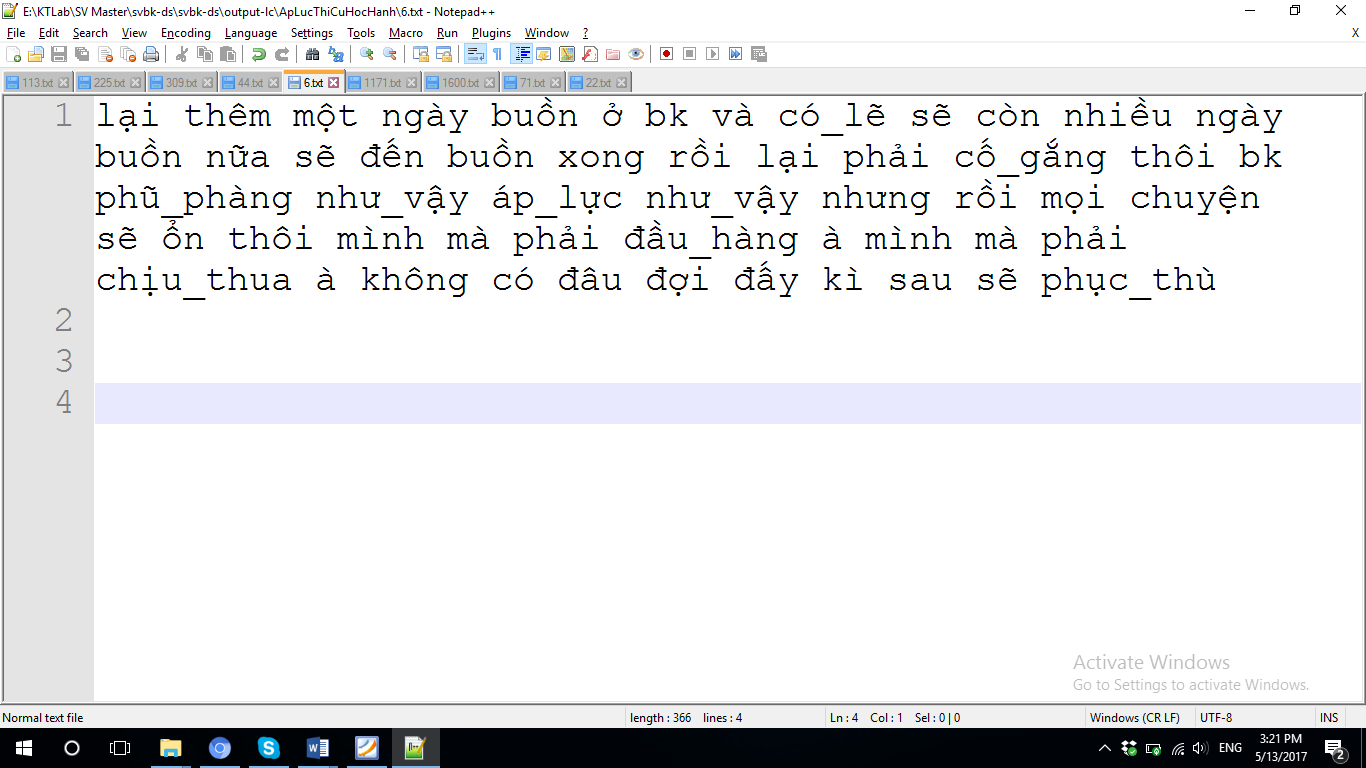 E:\KTLab\SV Master\svbk-ds\svbk-ds\output-lc\ApLucThiCuHocHanh\6.txt - Notepad++
File Edit Search View Encoding Language Settings Tools Macro Run Plugins Window ? X
113.txt 225.txt 309.txt 44.txt 6.txt 1171.txt 1600.txt 71.txt 22.txt
1 lại thêm một ngày buồn ở bk và có_lẽ sẽ còn nhiều ngày
buồn nữa sẽ đến buồn xong rồi lại phải cố_gắng thôi bk
phũ_phàng như_vậy áp_lực như_vậy nhưng rồi mọi chuyện
sẽ ổn thôi mình mà phải đầu_hàng à mình mà phải
chịu_thua à không có đâu đợi đấy kì sau sẽ phục_thù
2
3
4
Activate Windows
Go to Settings to activate Windows.
Normal text file length : 366 lines : 4 Ln : 4 Col : 1 Sel : 0 | 0 Windows (CR LF) UTF-8 INS
ENG 3:21 PM
5/13/2017 2